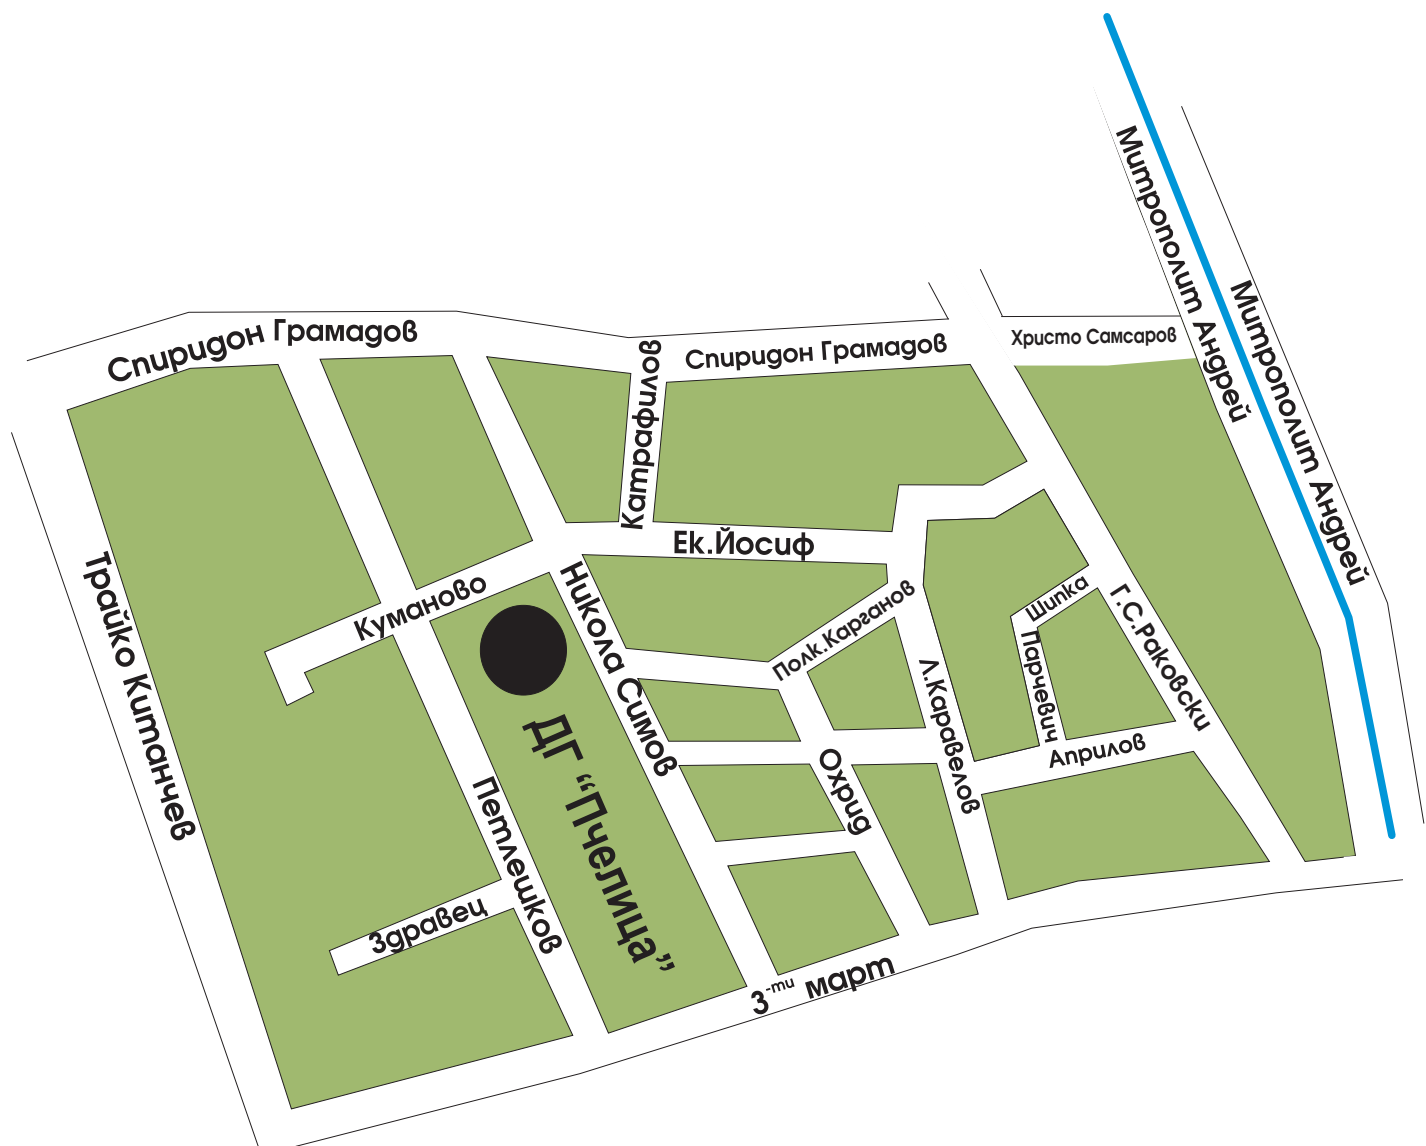 Митрополит Андрей
Митрополит Андрей
Спиридон Грамадов
Катрафилов
Спиридон Грамадов
Христо Самсаров
Трайко Китанчев
Куманово
Ек.Йосиф
Никола Симов
Полк.Карганов
Шипка
Парчевич
Г.С.Раковски
Л.Каравелов
Априлов
Охрид
Петлешков
ДГ “Пчелица”
Здравец
3-ти март